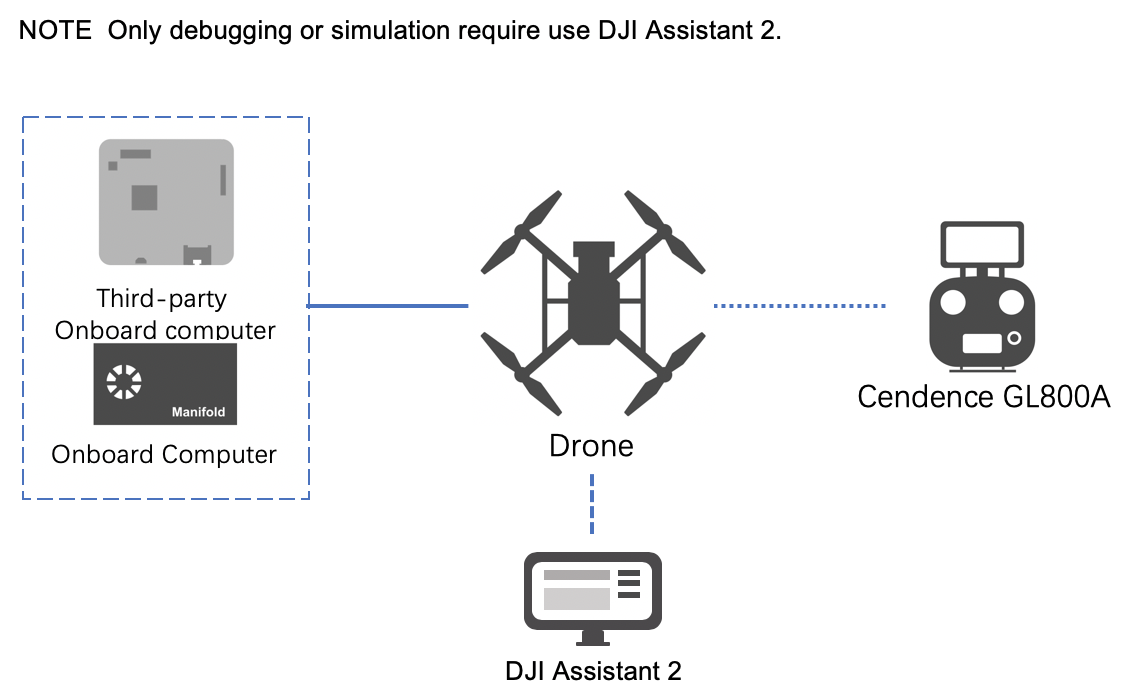 NOTE  Only debugging or simulation require use DJI Assistant 2.
Third-party
Onboard computer
Manifold
Onboard Computer
Drone
Cendence GL800A
DJI Assistant 2